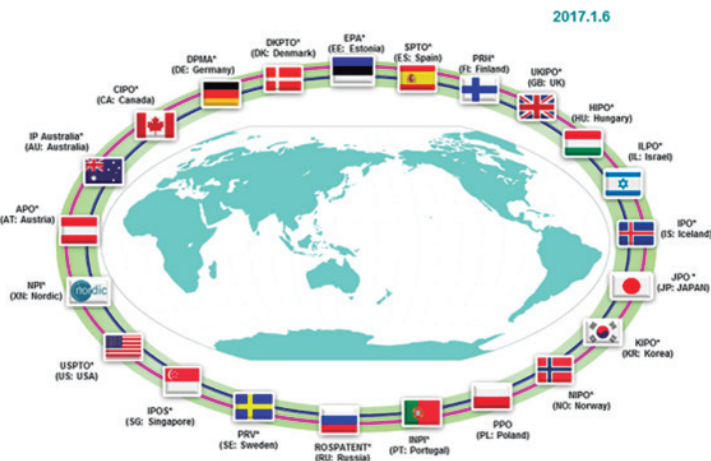 2017.1.6
EPA*
(EE: Estonia)
SPTO*
(ES: Spain)
PRH*
(FI: Finland)
UKIPO*
(GB: UK)
HIPO*
(HU: Hungary)
ILPO*
(IL: Israel)
IPO*
(IS: Iceland)
JPO *
(JP: JAPAN)
KIPO*
(KR: Korea)
NIPO*
(NO: Norway)
PPO
(PL: Poland)
INPI*
(PT: Portugal)
ROSPATENT*
(RU: Russia)
PRV*
(SE: Sweden)
IPOS*
(SG: Singapore)
USPTO*
(US: USA)
NPI*
(XN: Nordic)
nordic
APO*
(AT: Austria)
IP Australia*
(AU: Australia)
CIPO*
(CA: Canada)
DPMA*
(DE: Germany)
DKPTO*
(DK: Denmark)